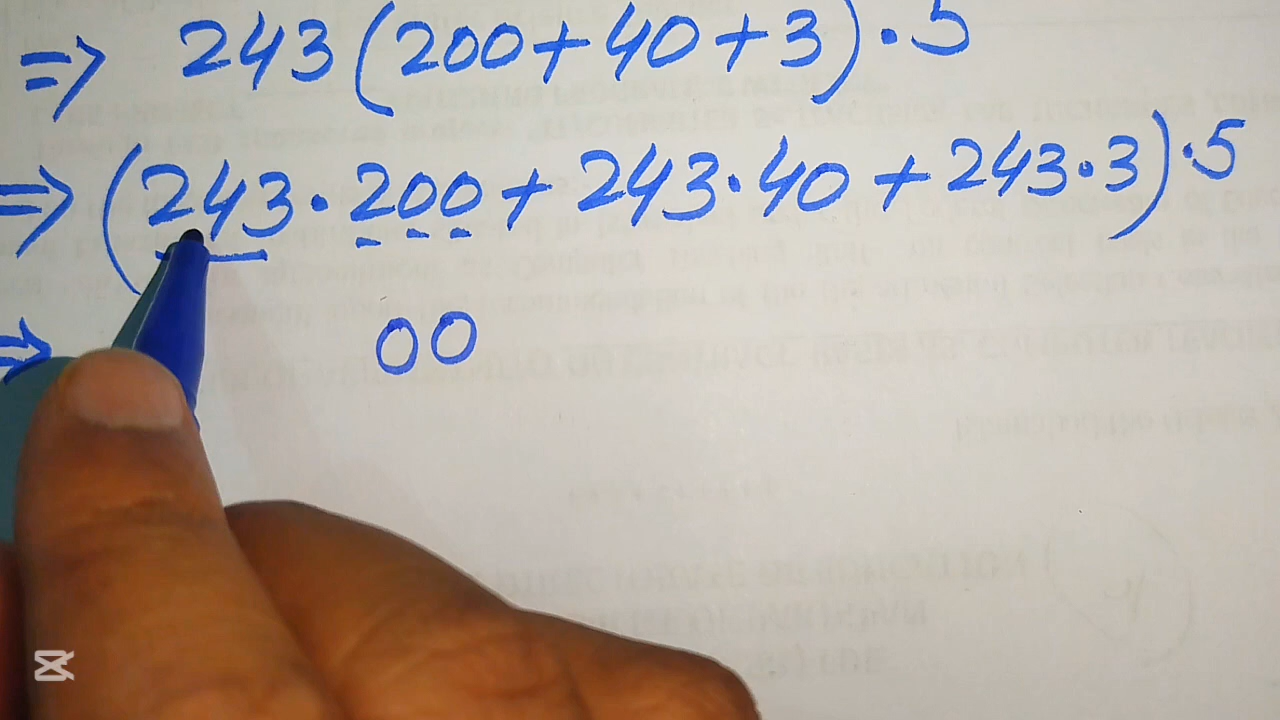 => 243(200+40+3)·5
=> (243·200+243·40+243·3)·5
=> 00